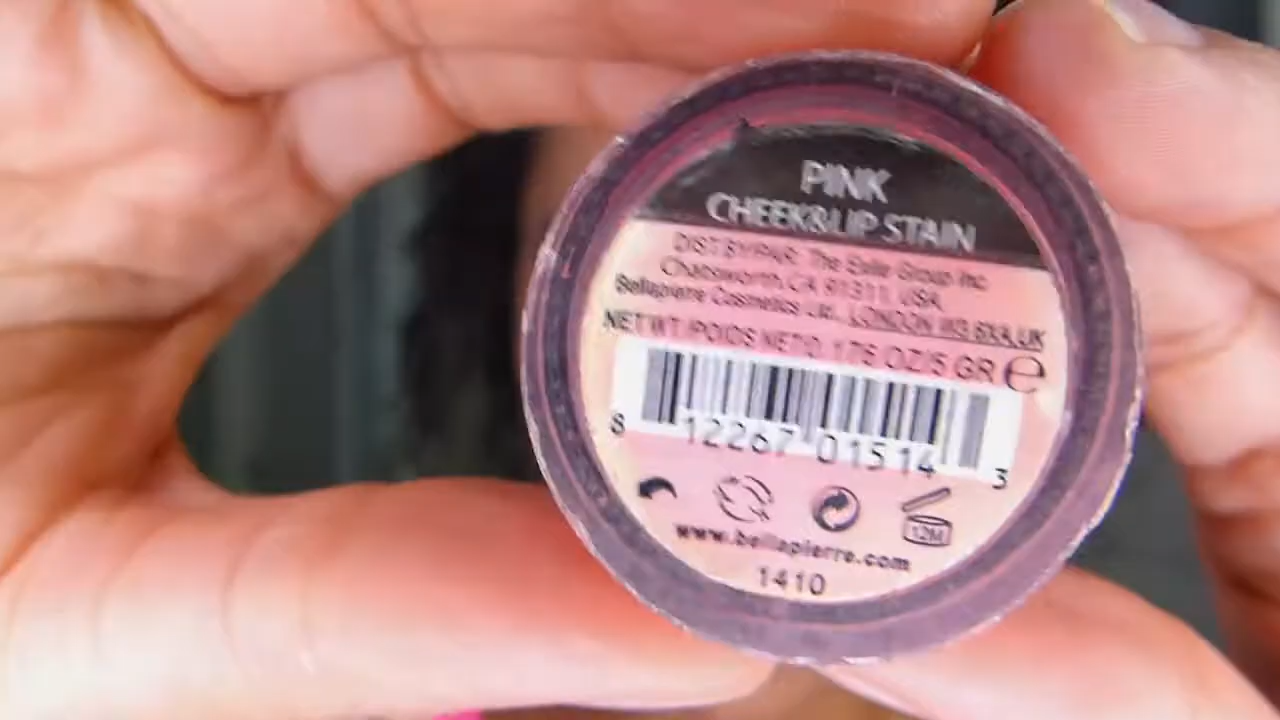 PINK
CHEEK&LIP STAIN
DIST.BY/PAR: The Esile Group Inc
Chatsworth,CA 91311, USA,
Bellapierre Cosmetics Ltd., LONDON W3 6XA,UK
NET WT./POIDS NET:0.175 OZ/5 GR ℮
8 12267 01514 3
12M
www.bellapierre.com
1410